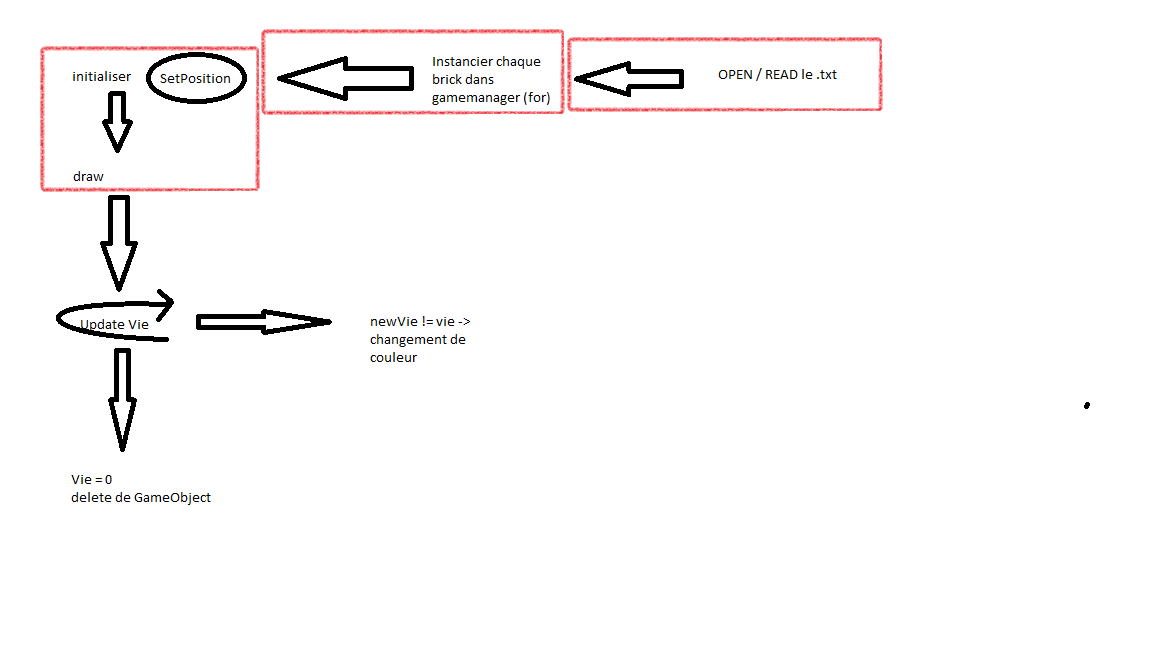 initialiser
SetPosition
Instancier chaque
brick dans
gamemanager (for)
OPEN / READ le .txt
draw
Update Vie
newVie != vie ->
changement de
couleur
Vie = 0
delete de GameObject